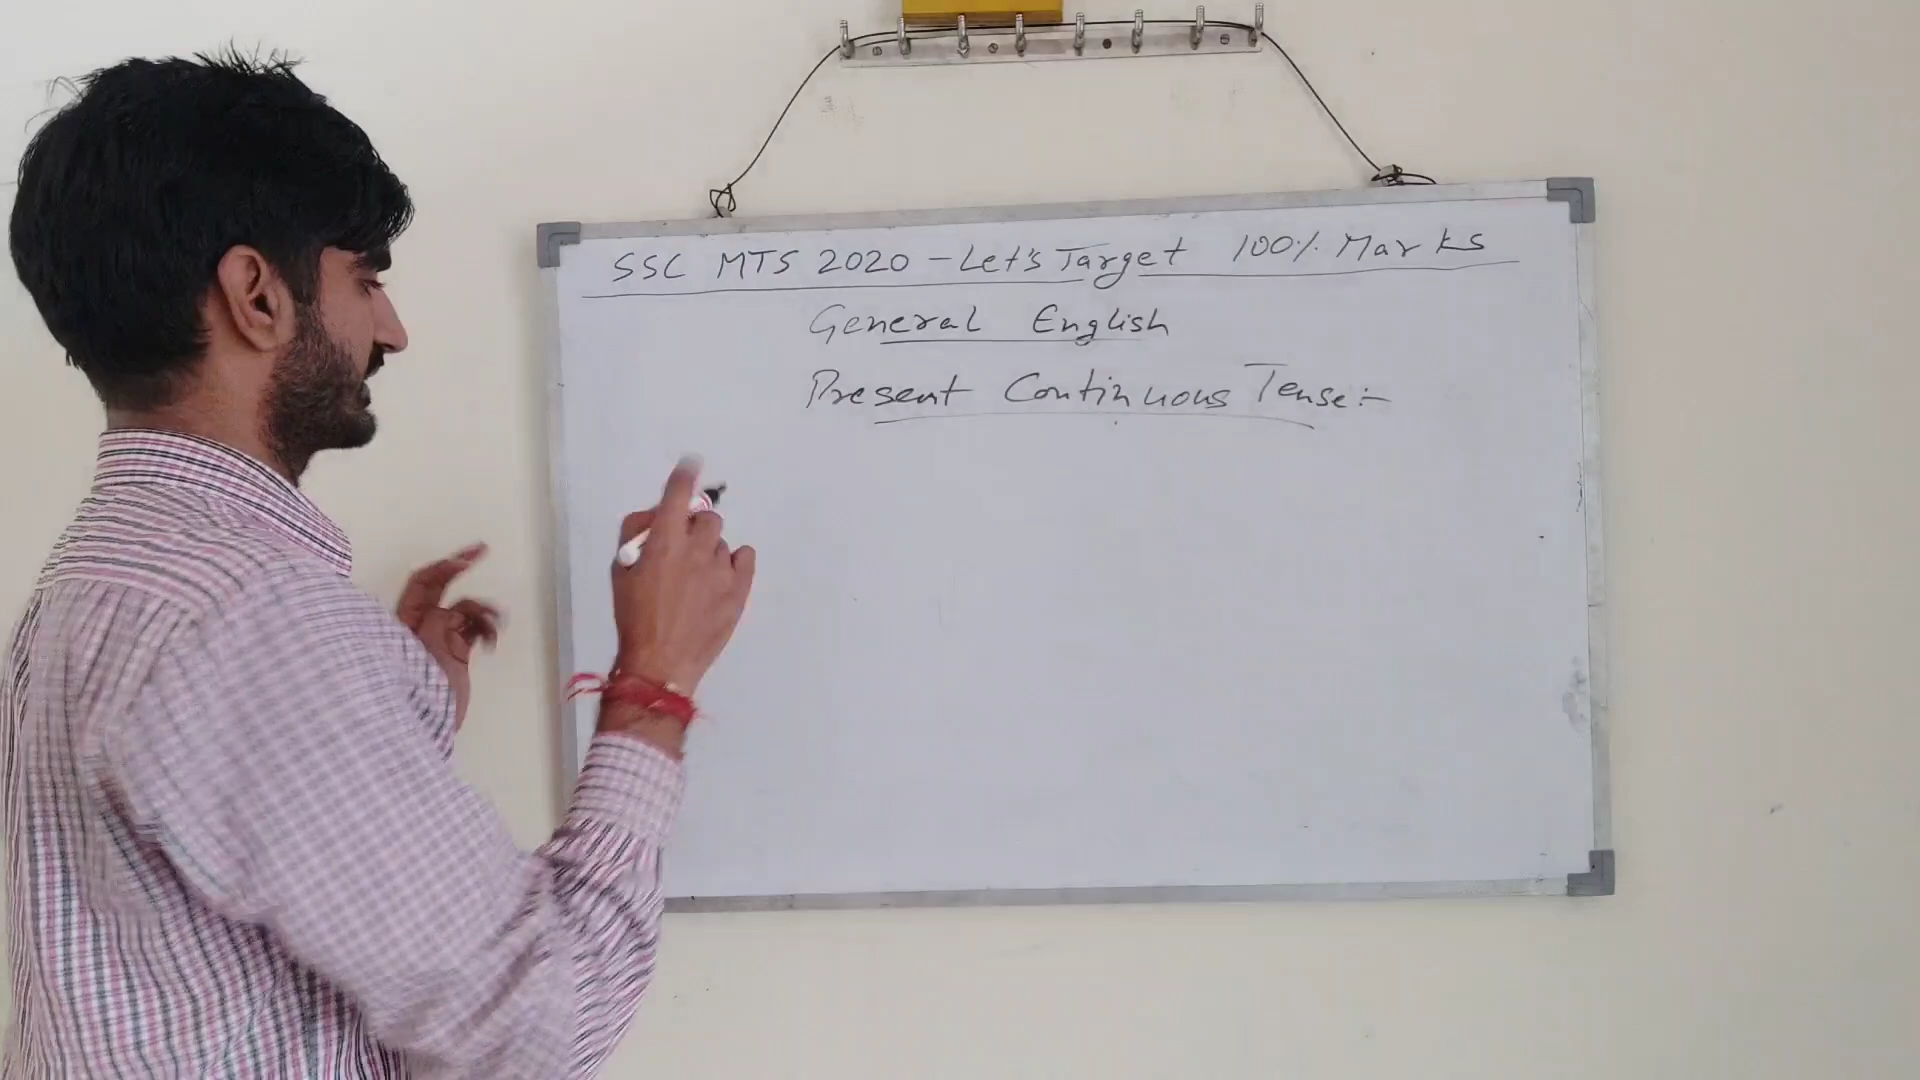 SSC MTS 2020 - Let's Target 100% Marks
General English
Present Continuous Tense:-